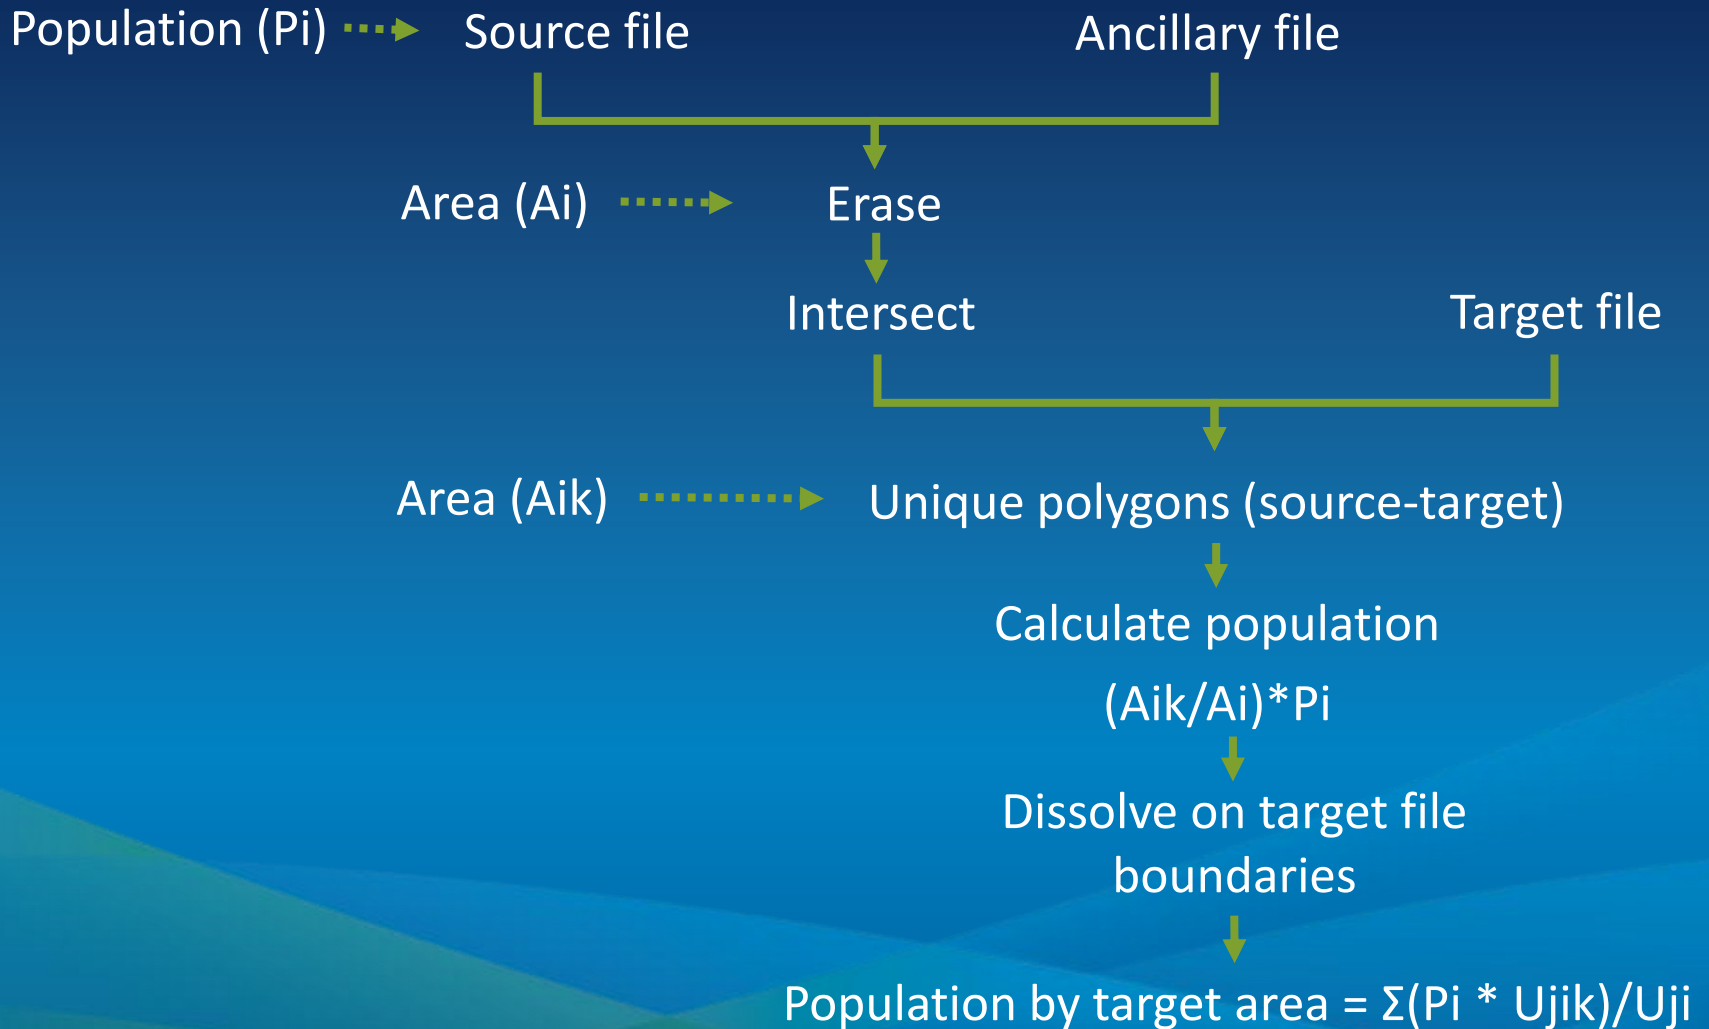 Population (Pi)
Source file
Ancillary file
Area (Ai)
Erase
Intersect
Target file
Area (Aik)
Unique polygons (source-target)
Calculate population
(Aik/Ai)*Pi
Dissolve on target file
boundaries
Population by target area = Σ(Pi * Ujik)/Uji